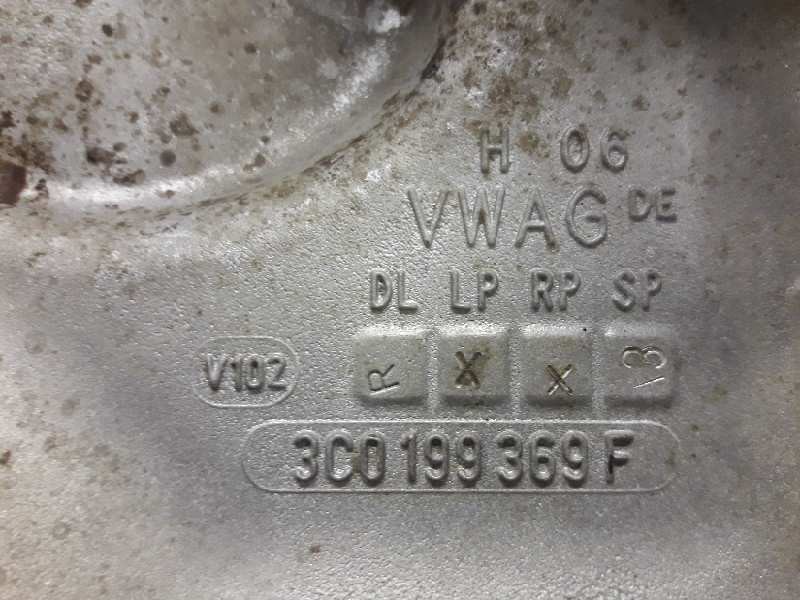 H 06
VWAG DE
DL LP RP SP
V102 R X X
3C0 199 369 F